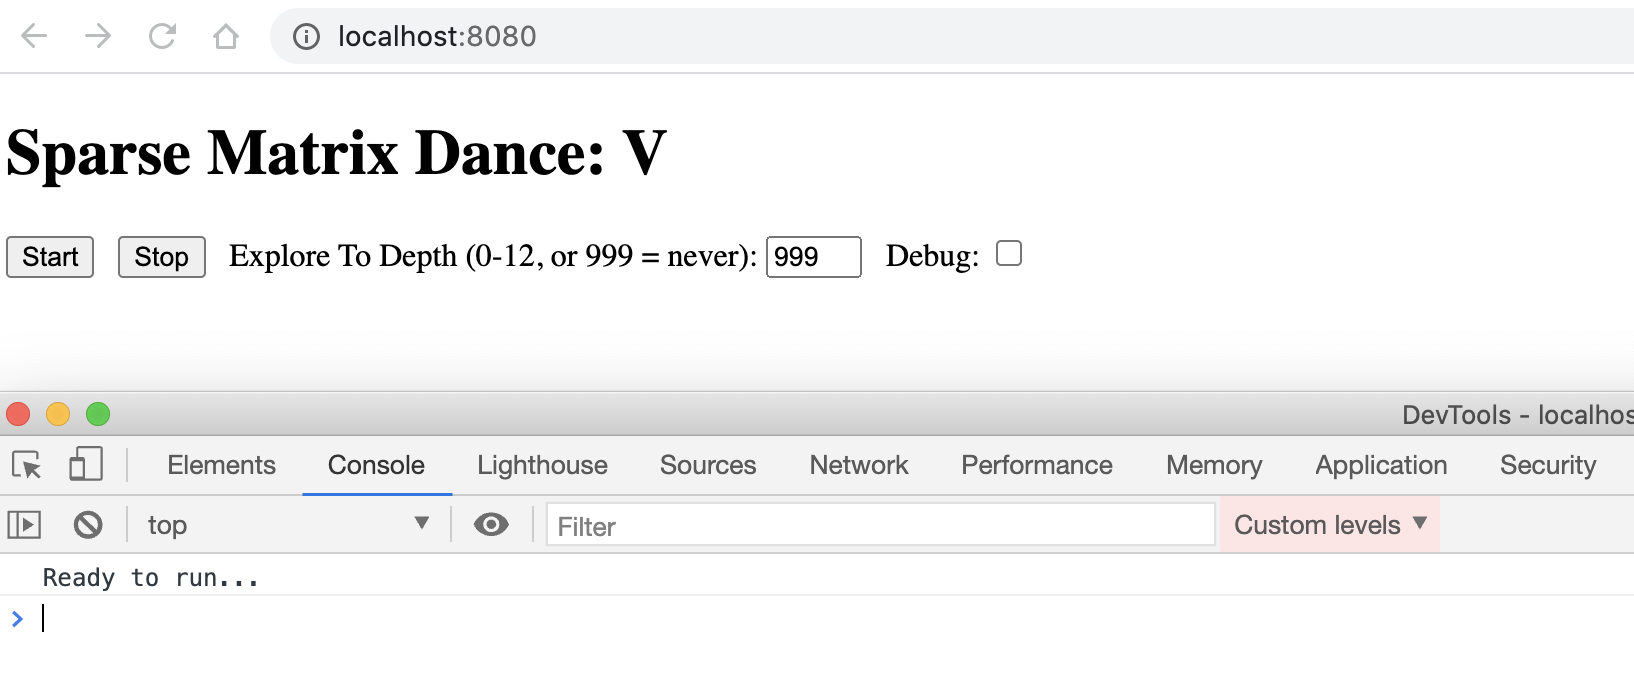 localhost:8080
Sparse Matrix Dance: V
Start Stop Explore To Depth (0-12, or 999 = never): 999 Debug:
DevTools - localhos
Elements Console Lighthouse Sources Network Performance Memory Application Security
top Filter Custom levels
Ready to run...